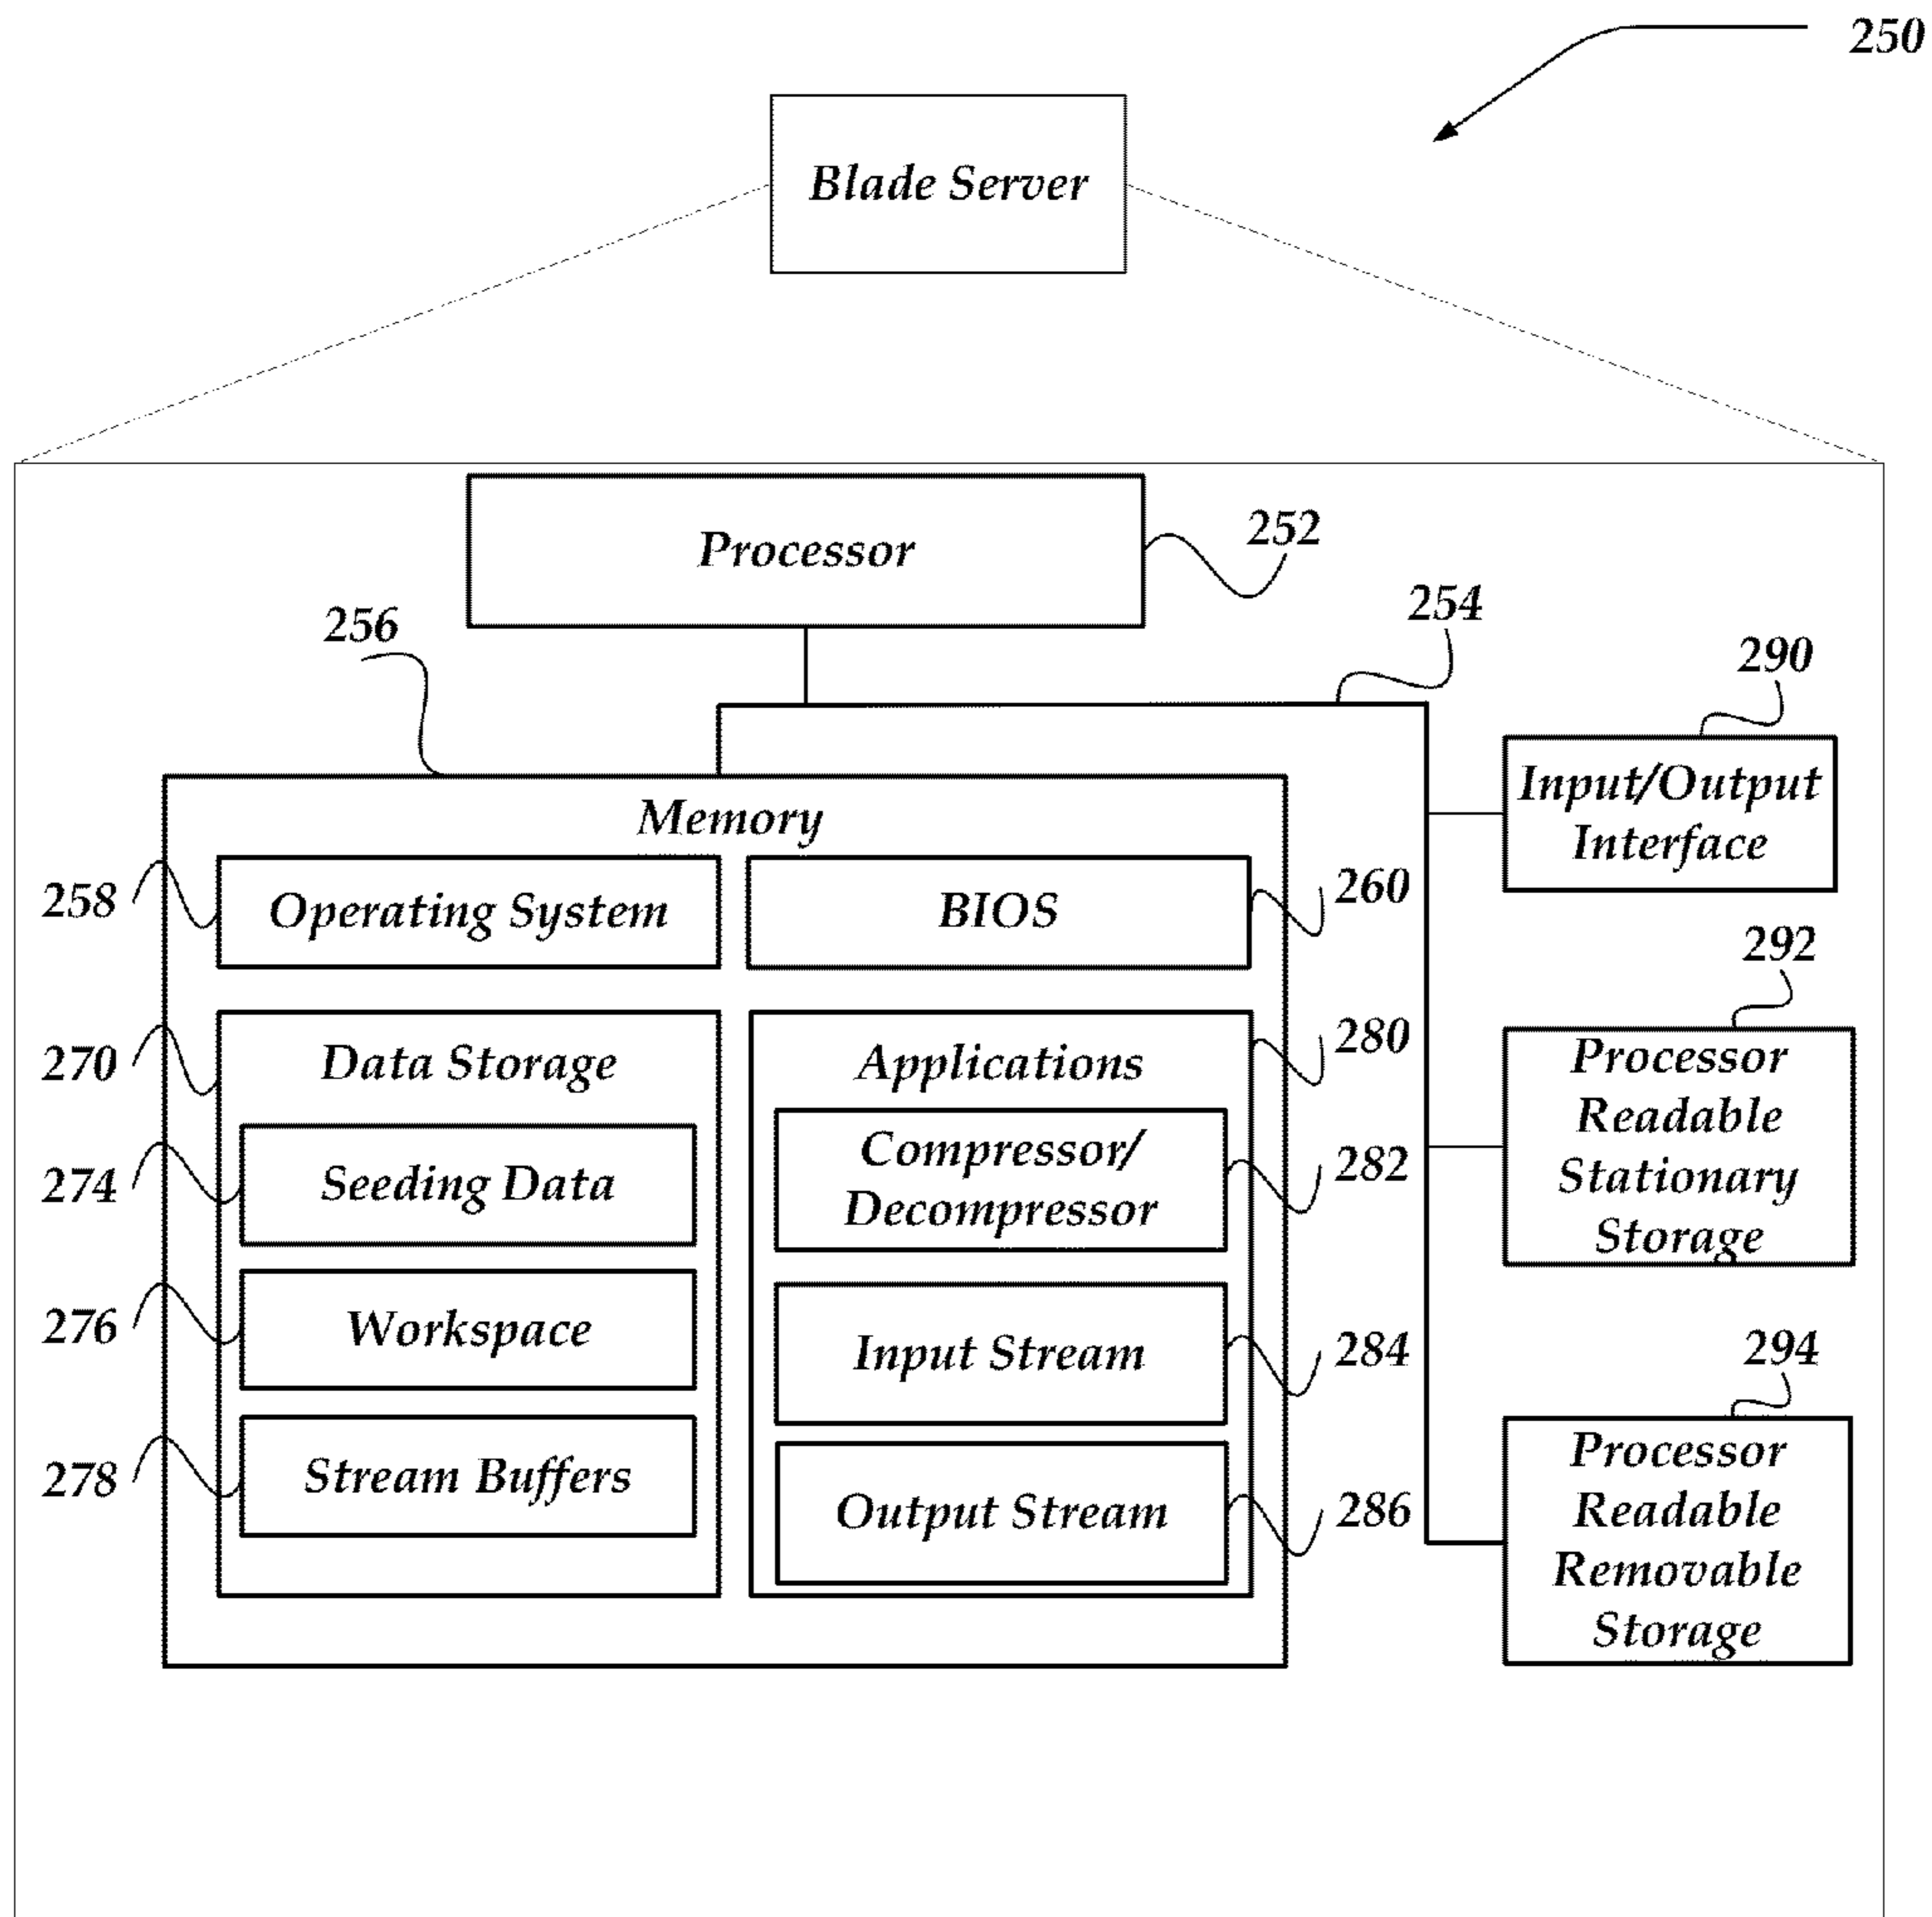 250
Blade Server
Processor
252
254
256
290
Input/Output
Interface
Memory
258
Operating System
BIOS
260
292
270
Data Storage
Applications
280
Processor
Readable
Stationary
Storage
274
Seeding Data
Compressor/
Decompressor
282
276
Workspace
Input Stream
284
294
278
Stream Buffers
Output Stream
286
Processor
Readable
Removable
Storage